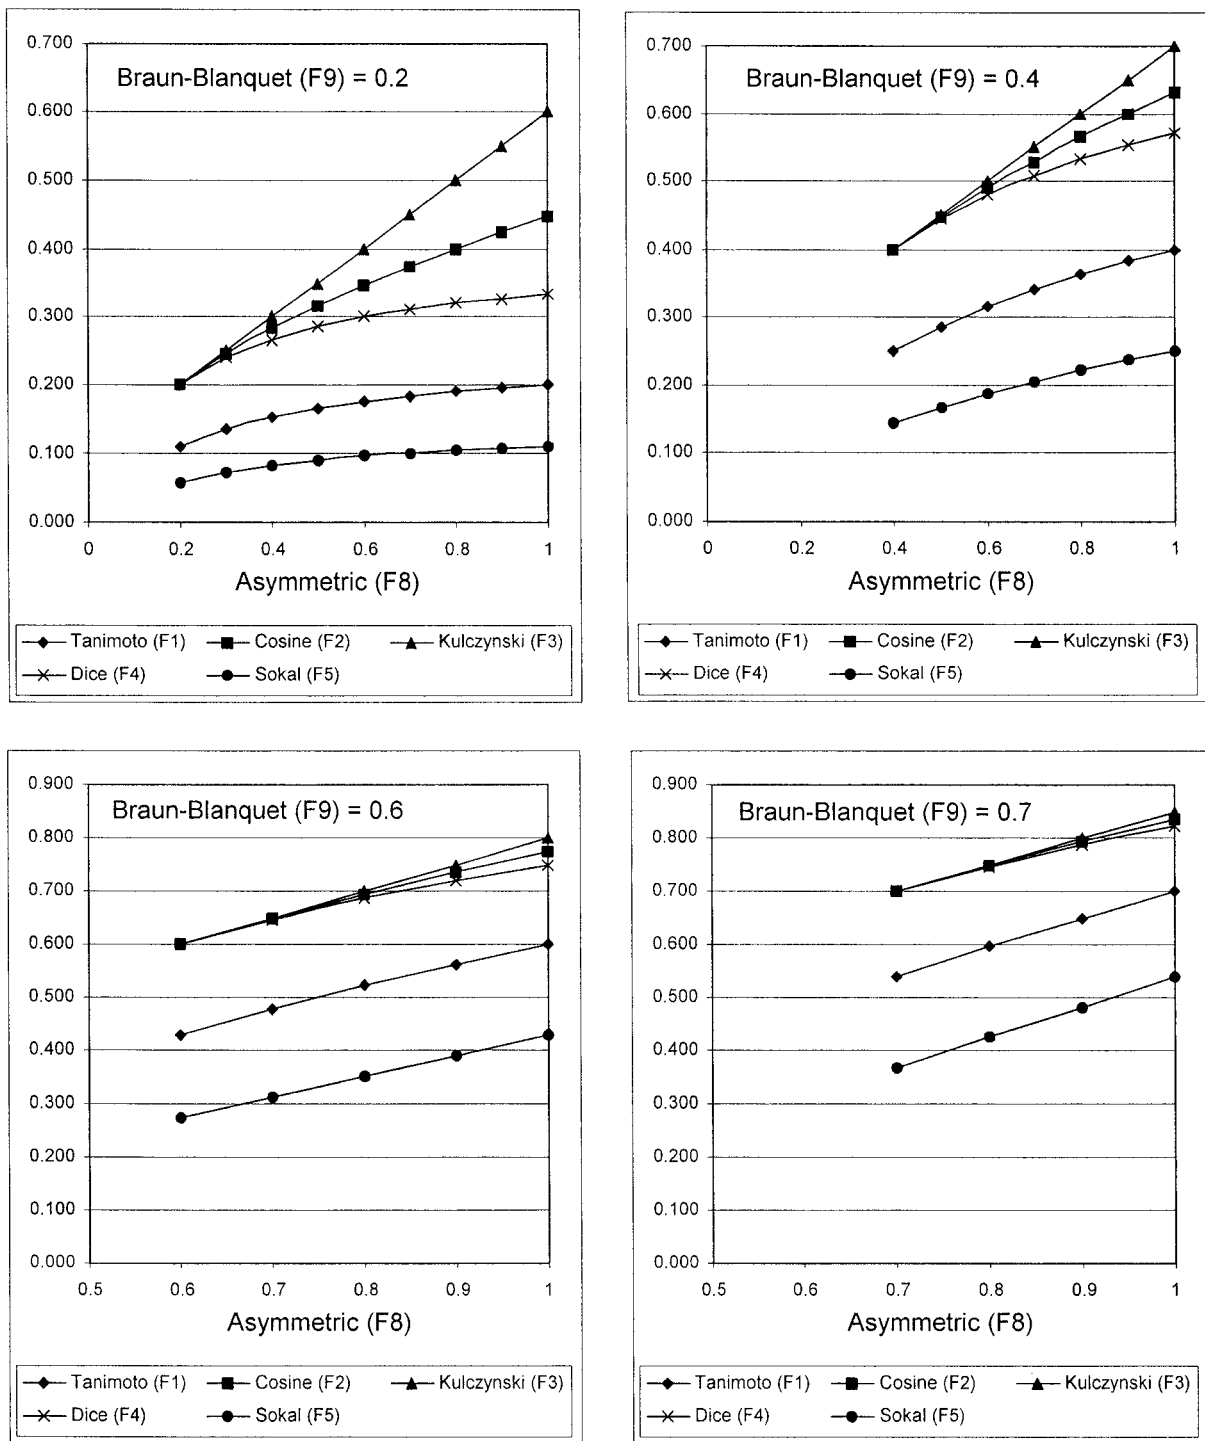 Braun-Blanquet (F9) = 0.2
0.700
0.600
0.500
0.400
0.300
0.200
0.100
0.000
0 0.2 0.4 0.6 0.8 1
Asymmetric (F8)
Tanimoto (F1) Cosine (F2) Kulczynski (F3)
Dice (F4) Sokal (F5)
Braun-Blanquet (F9) = 0.4
0.700
0.600
0.500
0.400
0.300
0.200
0.100
0.000
0 0.2 0.4 0.6 0.8 1
Asymmetric (F8)
Tanimoto (F1) Cosine (F2) Kulczynski (F3)
Dice (F4) Sokal (F5)
Braun-Blanquet (F9) = 0.6
0.900
0.800
0.700
0.600
0.500
0.400
0.300
0.200
0.100
0.000
0.5 0.6 0.7 0.8 0.9 1
Asymmetric (F8)
Tanimoto (F1) Cosine (F2) Kulczynski (F3)
Dice (F4) Sokal (F5)
Braun-Blanquet (F9) = 0.7
0.900
0.800
0.700
0.600
0.500
0.400
0.300
0.200
0.100
0.000
0.5 0.6 0.7 0.8 0.9 1
Asymmetric (F8)
Tanimoto (F1) Cosine (F2) Kulczynski (F3)
Dice (F4) Sokal (F5)